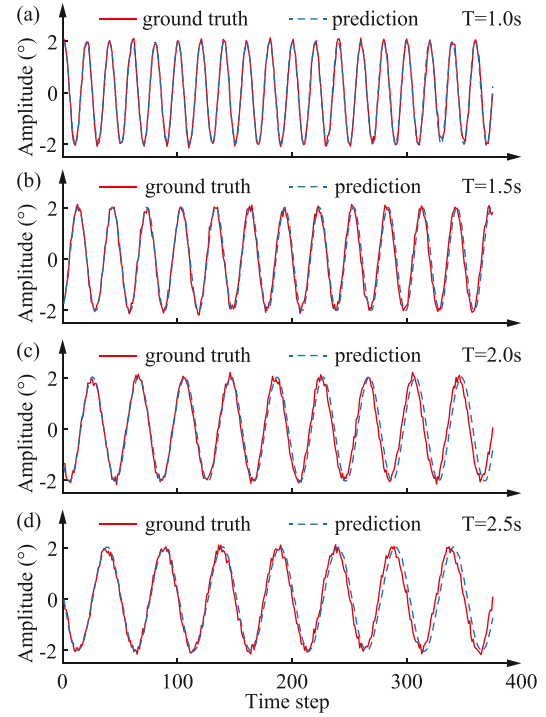 (a) ground truth prediction T=1.0s
Amplitude (°)
2
0
-2
(b) ground truth prediction T=1.5s
Amplitude (°)
2
0
-2
(c) ground truth prediction T=2.0s
Amplitude (°)
2
0
-2
(d) ground truth prediction T=2.5s
Amplitude (°)
2
0
-2
0 100 200 300 400
Time step